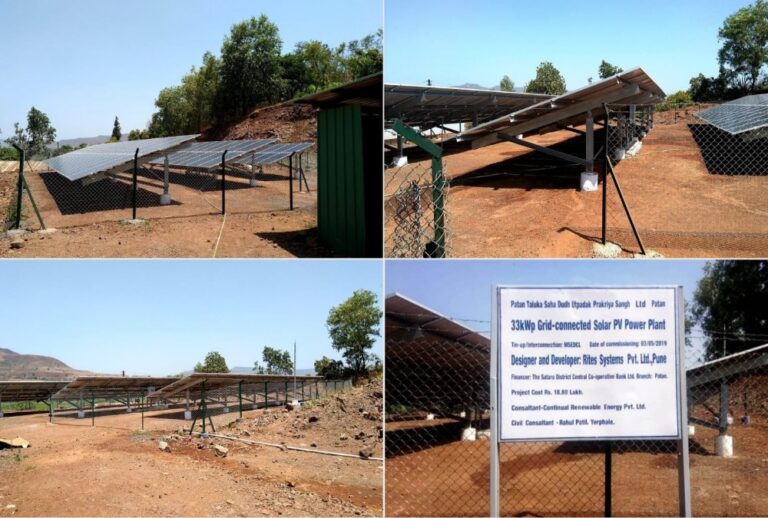 Patan Taluka Saha Dudh Utpadak Prakriya Sangh Ltd Patan
33kWp Grid-connected Solar PV Power Plant
Tie-up/Interconnection: MSEDCL Date of commissioning: 03/05/2019
Designer and Developer: Rites Systems Pvt. Ltd.,Pune
Financer: The Satara District Central Co-operative Bank Ltd. Branch: Patan.
Project Cost Rs. 18.60 Lakh.
Consultant-Continual Renewable Energy Pvt. Ltd.
Civil Consultant - Rahul Patil, Yerphale.